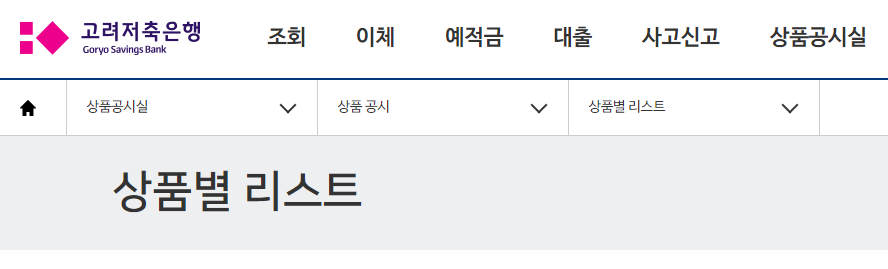 고려저축은행
Goryo Savings Bank
조회 이체 예적금 대출 사고신고 상품공시실
상품공시실 상품 공시 상품별 리스트
상품별 리스트